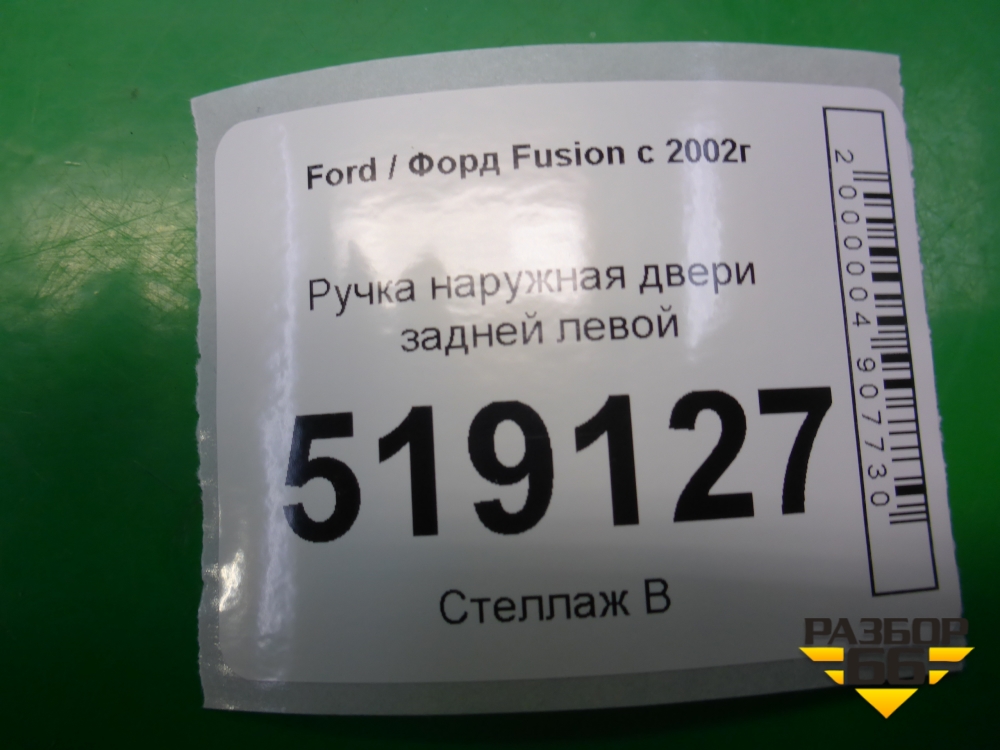 Ford / Форд Fusion с 2002г
Ручка наружная двери
задней левой
519127
Стеллаж В
2000004907730
РАЗБОР
66